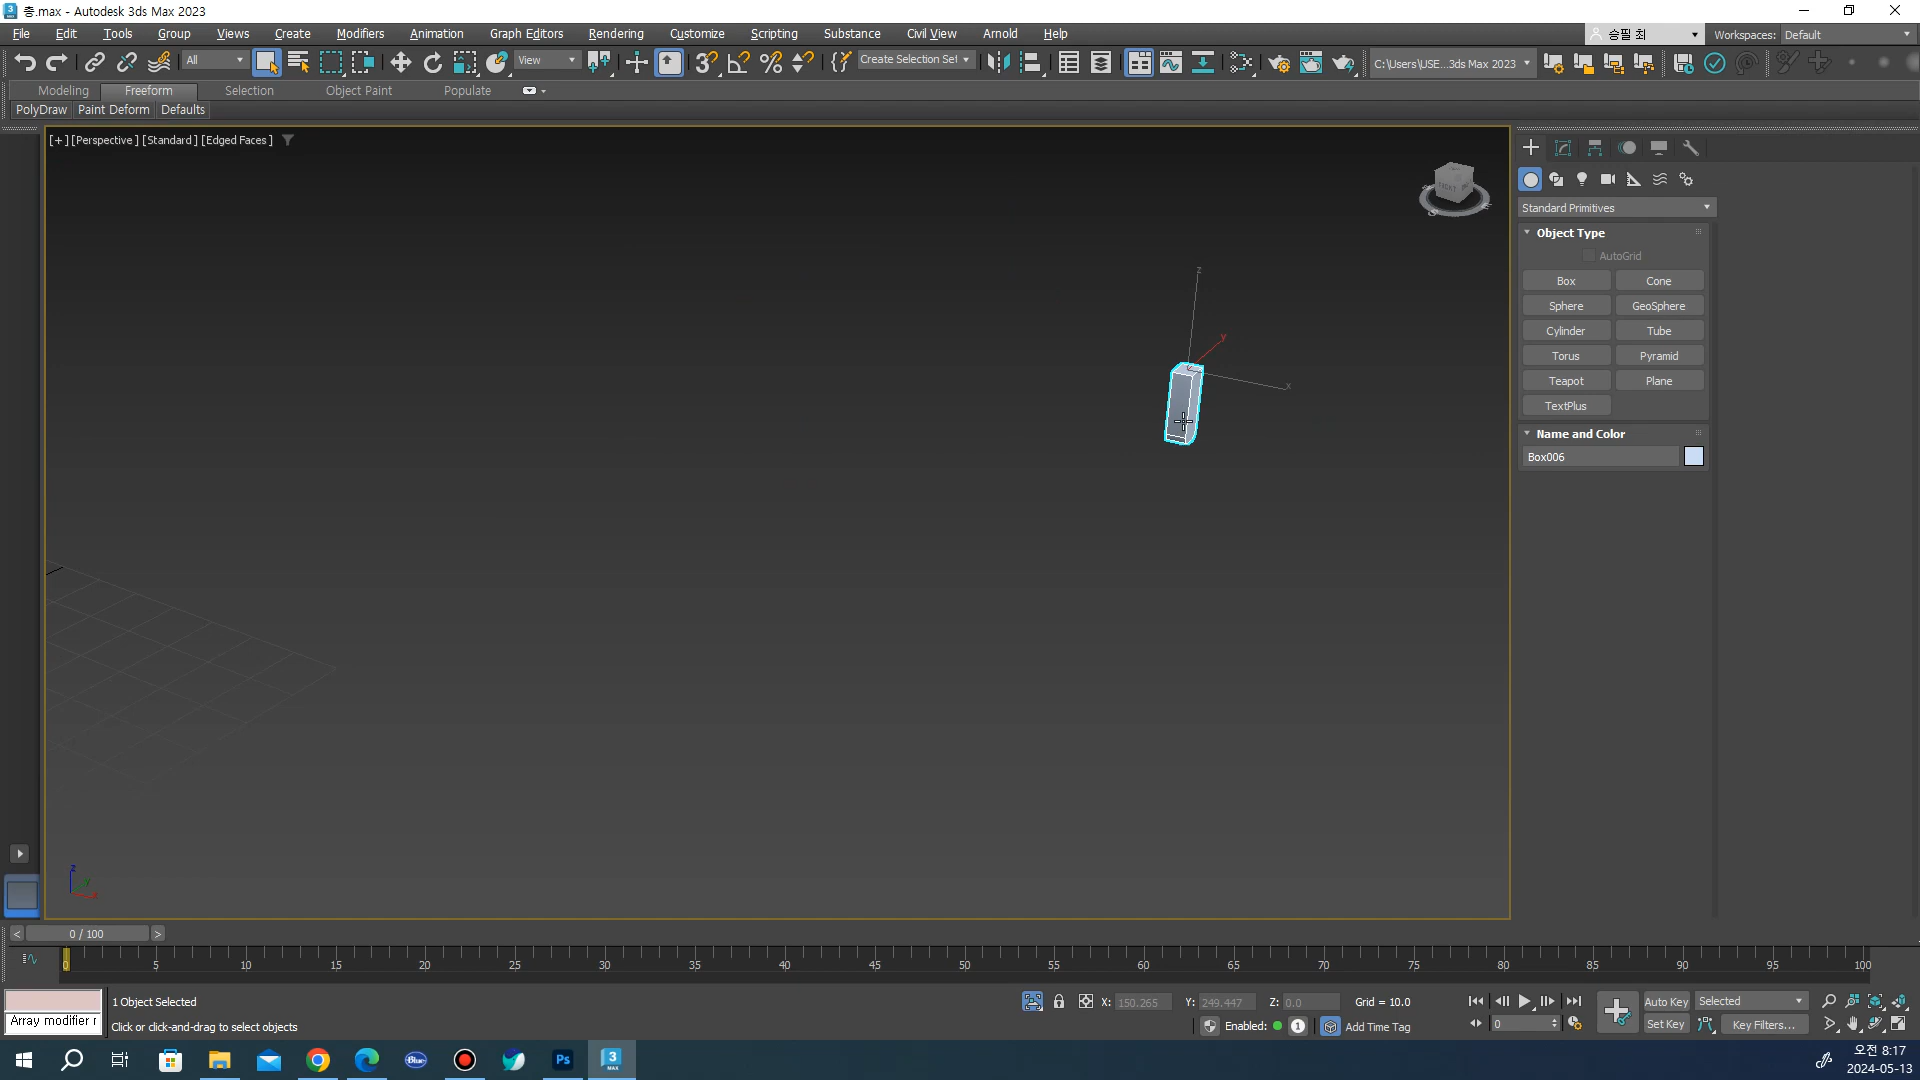 총.max - Autodesk 3ds Max 2023
File Edit Tools Group Views Create Modifiers Animation Graph Editors Rendering Customize Scripting Substance Civil View Arnold Help 승필 최 Workspaces: Default
All View Create Selection Set C:\Users\USE...3ds Max 2023
Modeling Freeform Selection Object Paint Populate
PolyDraw Paint Deform Defaults
[+] [Perspective] [Standard] [Edged Faces]
Standard Primitives
Object Type
AutoGrid
Box Cone
Sphere GeoSphere
Cylinder Tube
Torus Pyramid
Teapot Plane
TextPlus
Name and Color
Box006
z
y
x
z
y
x
< 0 / 100 >
0 5 10 15 20 25 30 35 40 45 50 55 60 65 70 75 80 85 90 95 100
1 Object Selected X: 150.265 Y: 249.447 Z: 0.0 Grid = 10.0 Auto Key Selected
Array modifier r Click or click-and-drag to select objects Enabled: 1 Add Time Tag 0 Set Key Key Filters...
오전 8:17
2024-05-13